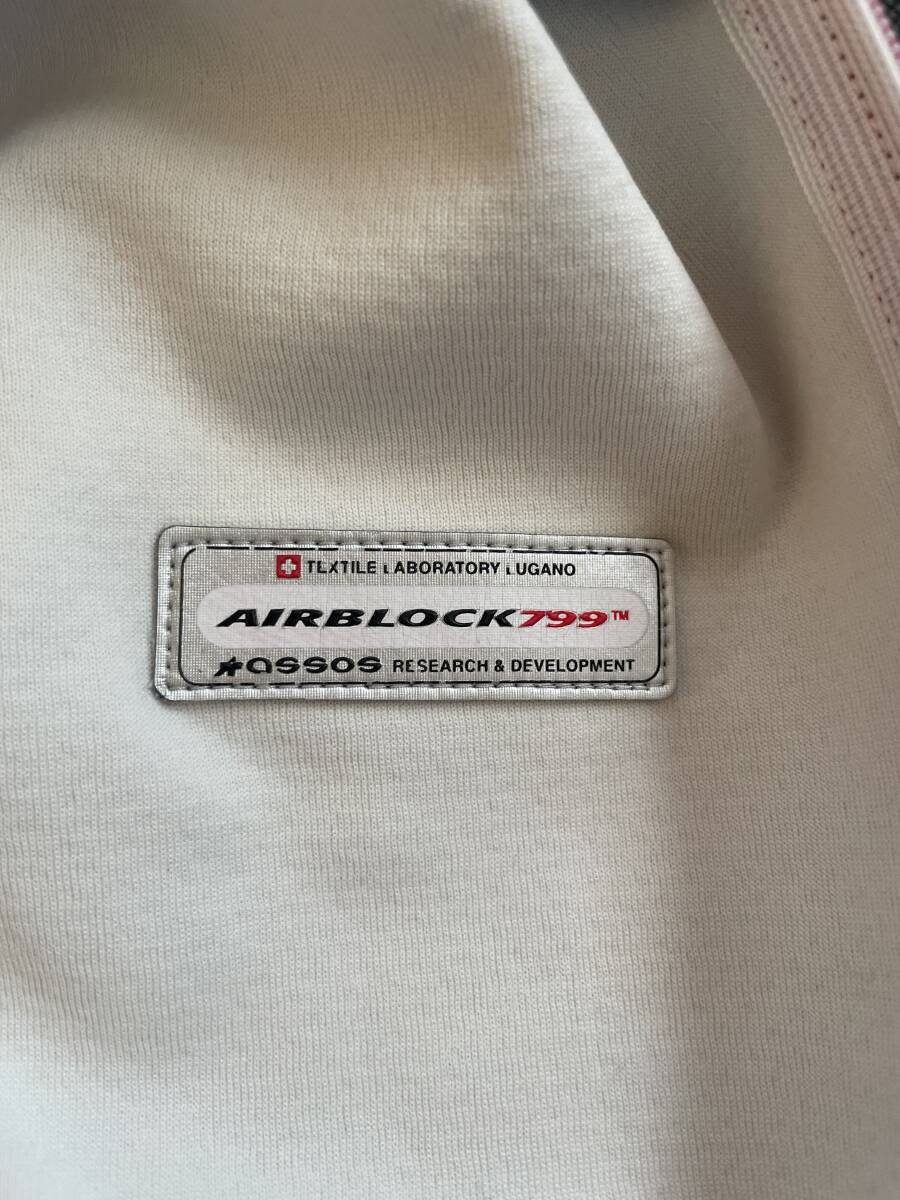 TEXTILE LABORATORY LUGANO
AIRBLOCK799™
assos RESEARCH & DEVELOPMENT